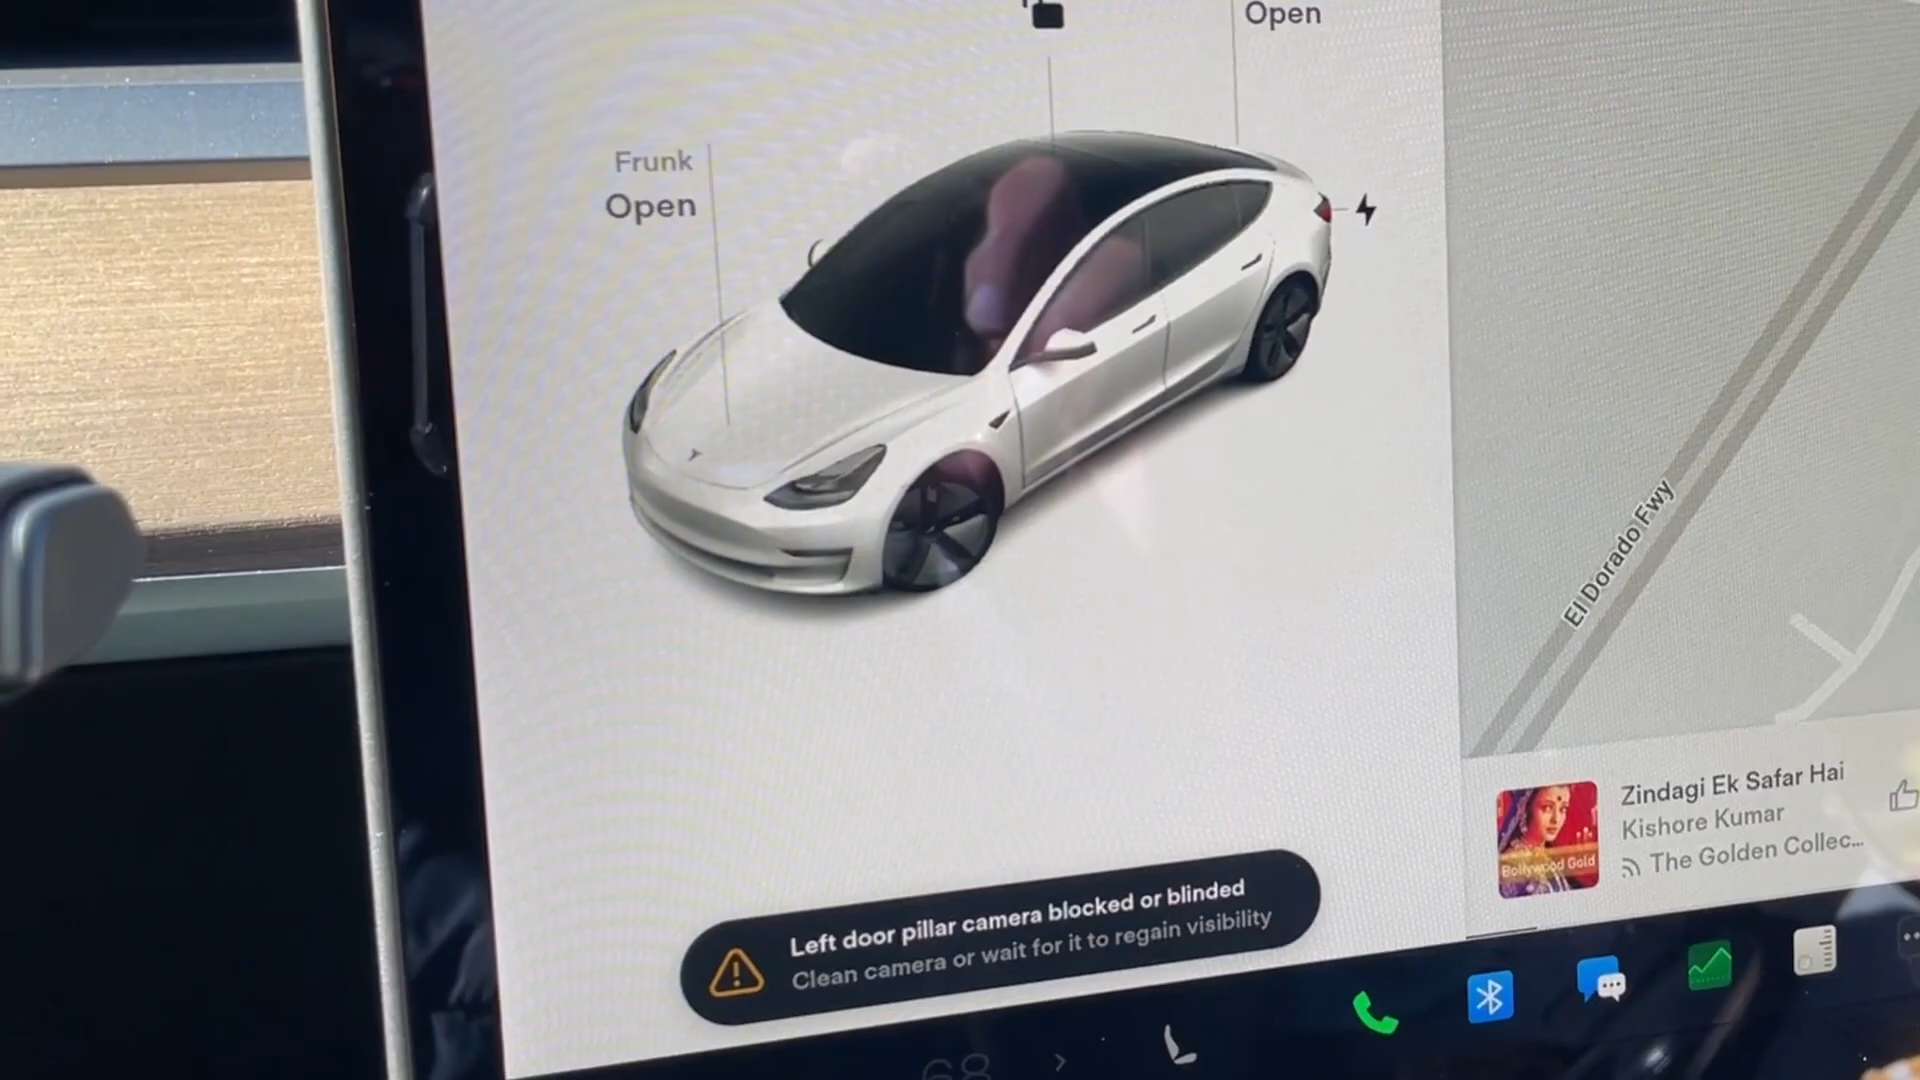 Open
Frunk
Open
El Dorado Fwy
Zindagi Ek Safar Hai
Kishore Kumar
The Golden Collec...
Bollywood Gold
Left door pillar camera blocked or blinded
Clean camera or wait for it to regain visibility
68